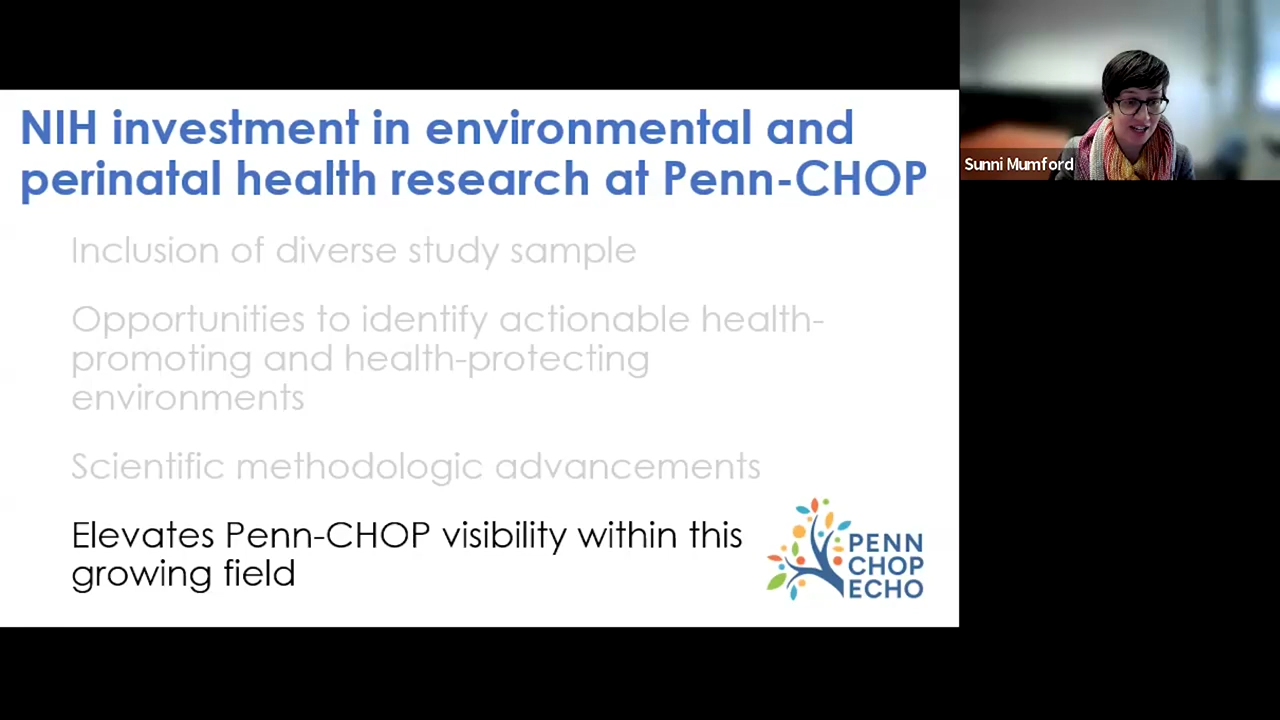 NIH investment in environmental and
perinatal health research at Penn-CHOP
Inclusion of diverse study sample
Opportunities to identify actionable health-
promoting and health-protecting
environments
Scientific methodologic advancements
Elevates Penn-CHOP visibility within this
growing field
PENN
CHOP
ECHO
Sunni Mumford